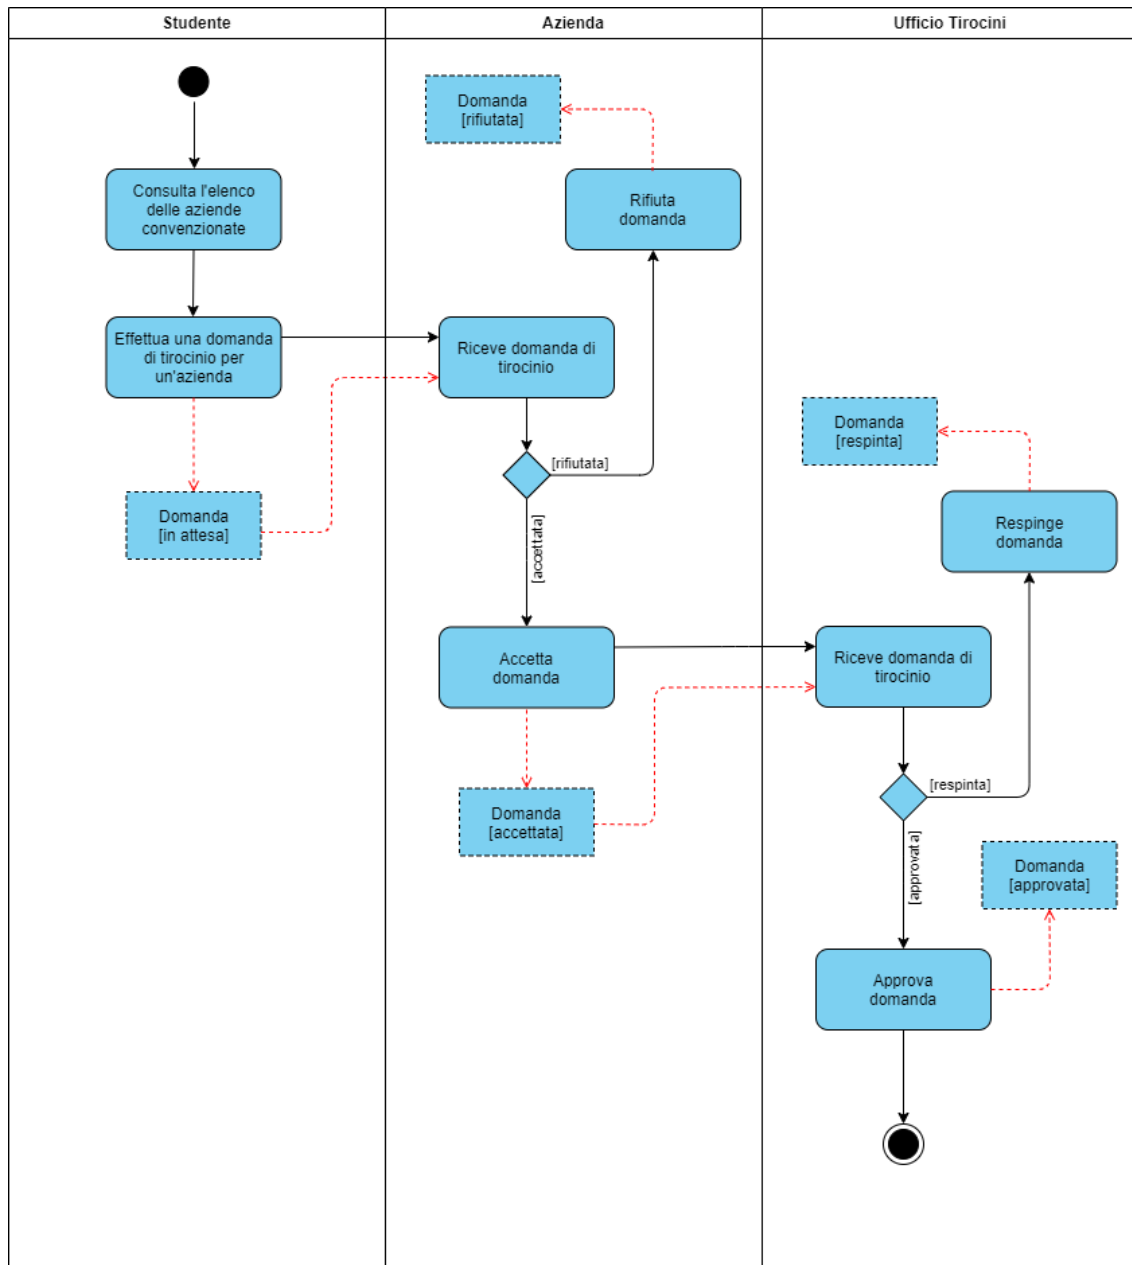 Studente
Azienda
Ufficio Tirocini
Domanda
[rifiutata]
Consulta l'elenco
delle aziende
convenzionate
Rifiuta
domanda
Effettua una domanda
di tirocinio per
un'azienda
Riceve domanda di
tirocinio
Domanda
[respinta]
[rifiutata]
Domanda
[in attesa]
[accettata]
Respinge
domanda
Accetta
domanda
Riceve domanda di
tirocinio
[respinta]
Domanda
[accettata]
[approvata]
Domanda
[approvata]
Approva
domanda